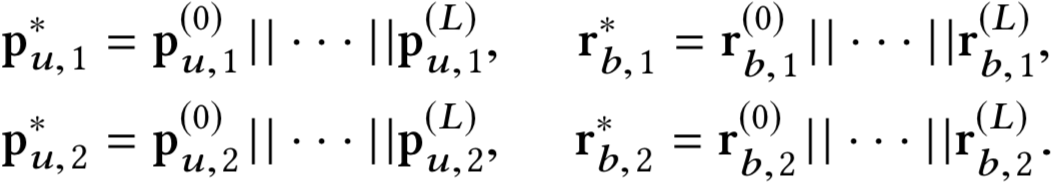 p*_{u,1} = p^{(0)}_{u,1} || · · · || p^{(L)}_{u,1}, r*_{b,1} = r^{(0)}_{b,1} || · · · || r^{(L)}_{b,1},
p*_{u,2} = p^{(0)}_{u,2} || · · · || p^{(L)}_{u,2}, r*_{b,2} = r^{(0)}_{b,2} || · · · || r^{(L)}_{b,2}.